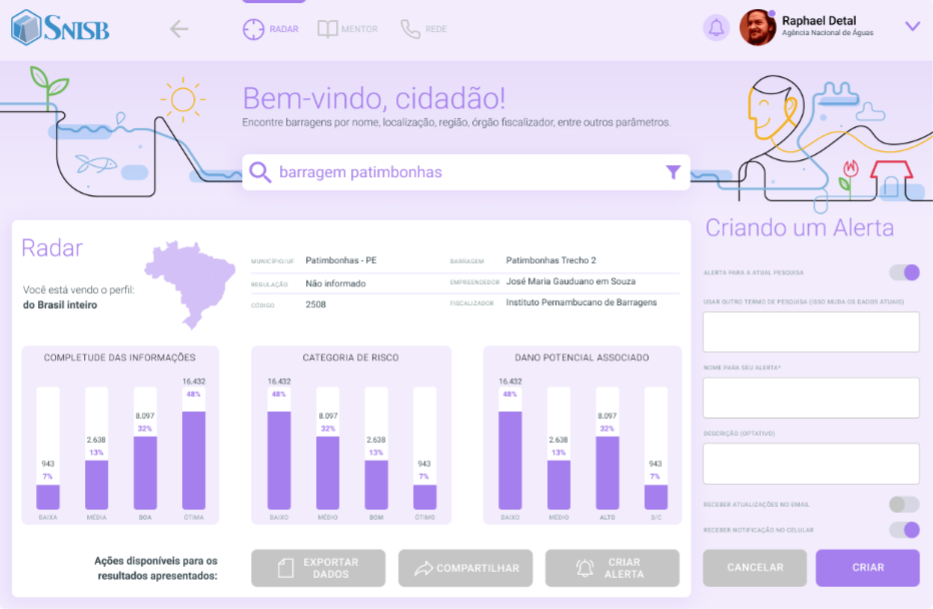 SNISB
RADAR
MENTOR
REDE
Raphael Detal
Agência Nacional de Águas
Bem-vindo, cidadão!
Encontre barragens por nome, localização, região, órgão fiscalizador, entre outros parâmetros.
barragem patimbonhas
Radar
Você está vendo o perfil:
do Brasil inteiro
MUNICÍPIO/UF Patimbonhas - PE
REGULAÇÃO Não informado
CÓDIGO 2508
BARRAGEM Patimbonhas Trecho 2
EMPREENDEDOR José Maria Gauduano em Souza
FISCALIZADOR Instituto Pernambucano de Barragens
COMPLETUDE DAS INFORMAÇÕES
943
7%
2.638
13%
8.097
32%
16.432
48%
BAIXA MÉDIA BOA ÓTIMA
CATEGORIA DE RISCO
16.432
48%
8.097
32%
2.638
13%
943
7%
BAIXO MÉDIO BOM ÓTIMO
DANO POTENCIAL ASSOCIADO
16.432
48%
2.638
13%
8.097
32%
943
7%
BAIXO MÉDIO ALTO S/C
Ações disponíveis para os
resultados apresentados:
EXPORTAR
DADOS
COMPARTILHAR
CRIAR
ALERTA
Criando um Alerta
ALERTA PARA A ATUAL PESQUISA
USAR OUTRO TERMO DE PESQUISA (ISSO MUDA OS DADOS ATUAIS)
NOME PARA SEU ALERTA*
DESCRIÇÃO (OPTATIVO)
RECEBER ATUALIZAÇÕES NO EMAIL
RECEBER NOTIFICAÇÃO NO CELULAR
CANCELAR
CRIAR